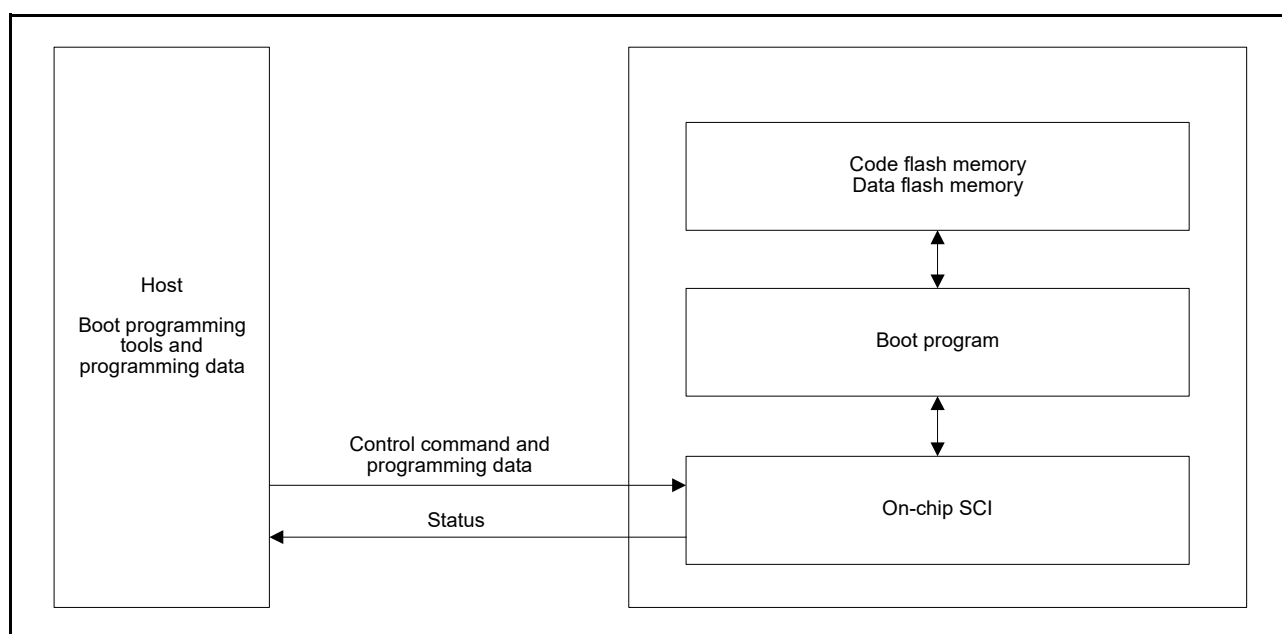 Host
Boot programming
tools and
programming data
Control command and
programming data
Status
Code flash memory
Data flash memory
Boot program
On-chip SCI